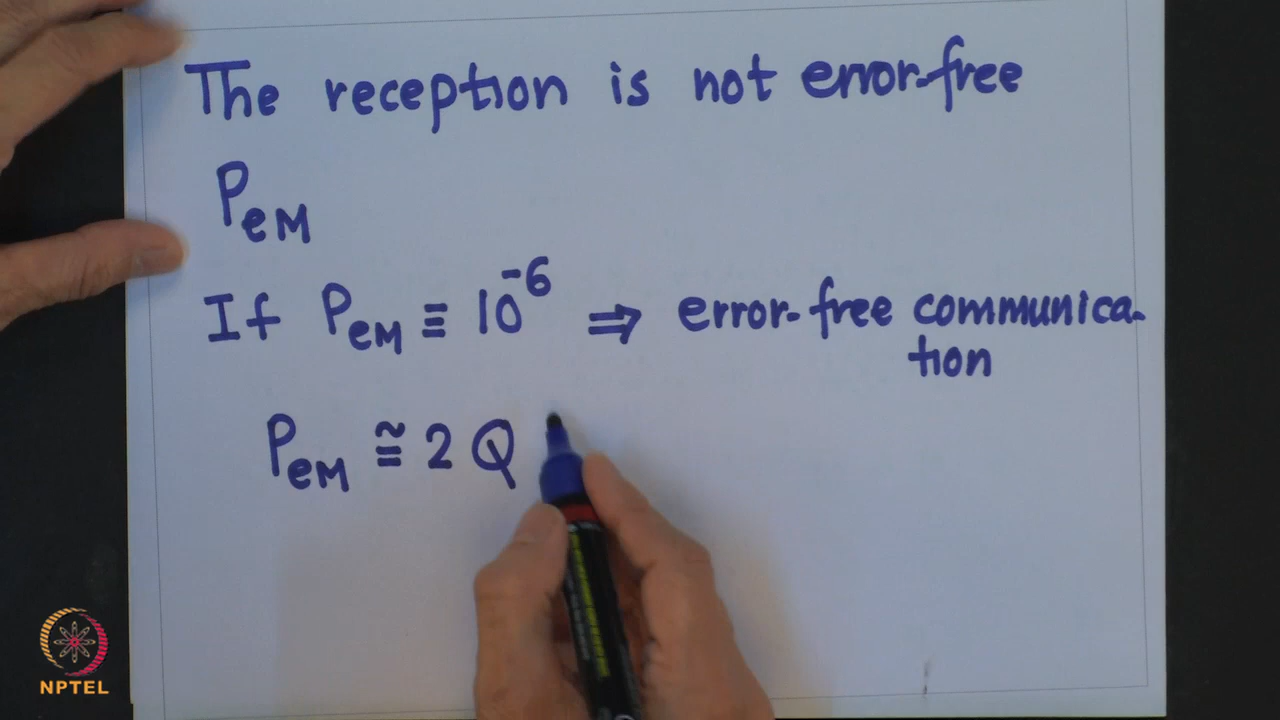 The reception is not error-free
PeM
If PeM ≡ 10⁻⁶ ⇒ error-free communica-
tion
PeM ≅ 2 Q
NPTEL